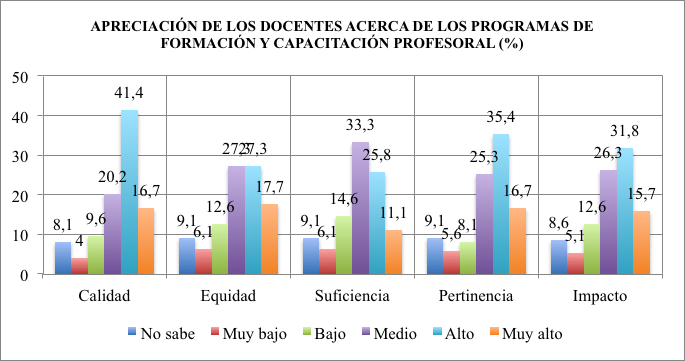 APRECIACIÓN DE LOS DOCENTES ACERCA DE LOS PROGRAMAS DE
FORMACIÓN Y CAPACITACIÓN PROFESORAL (%)
50
40
30
20
10
0
8,1 4 9,6 20,2 41,4 16,7
9,1 6,1 12,6 27,3 27,3 17,7
9,1 6,1 14,6 33,3 25,8 11,1
9,1 5,6 8,1 25,3 35,4 16,7
8,6 5,1 12,6 26,3 31,8 15,7
Calidad Equidad Suficiencia Pertinencia Impacto
No sabe Muy bajo Bajo Medio Alto Muy alto